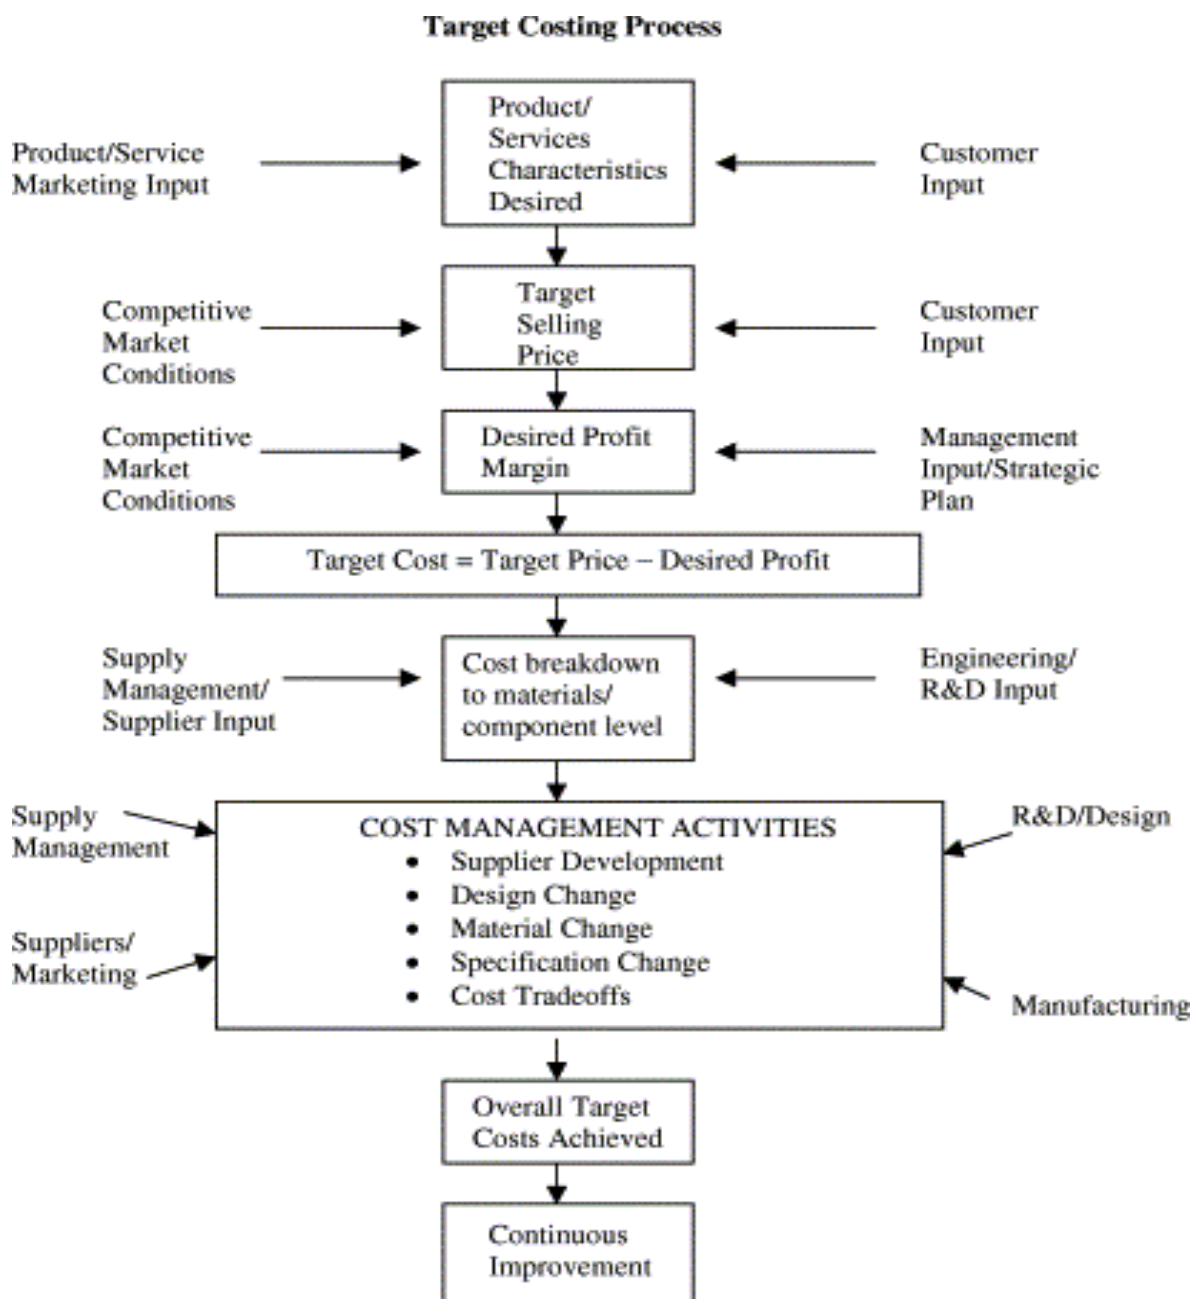 Target Costing Process
Product/
Services
Characteristics
Desired
Product/Service
Marketing Input
Customer
Input
Target
Selling
Price
Competitive
Market
Conditions
Customer
Input
Desired Profit
Margin
Competitive
Market
Conditions
Management
Input/Strategic
Plan
Target Cost = Target Price – Desired Profit
Supply
Management/
Supplier Input
Cost breakdown
to materials/
component level
Engineering/
R&D Input
Supply
Management
COST MANAGEMENT ACTIVITIES
• Supplier Development
• Design Change
• Material Change
• Specification Change
• Cost Tradeoffs
R&D/Design
Suppliers/
Marketing
Manufacturing
Overall Target
Costs Achieved
Continuous
Improvement